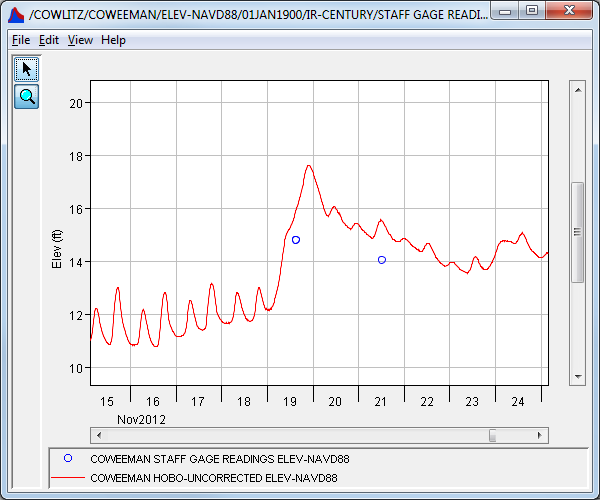 /COWLITZ/COWEEMAN/ELEV-NAVD88/01JAN1900/IR-CENTURY/STAFF GAGE READI...
File Edit View Help
20
18
16
14
12
10
Elev (ft)
15 16 17 18 19 20 21 22 23 24
Nov2012
COWEEMAN STAFF GAGE READINGS ELEV-NAVD88
COWEEMAN HOBO-UNCORRECTED ELEV-NAVD88